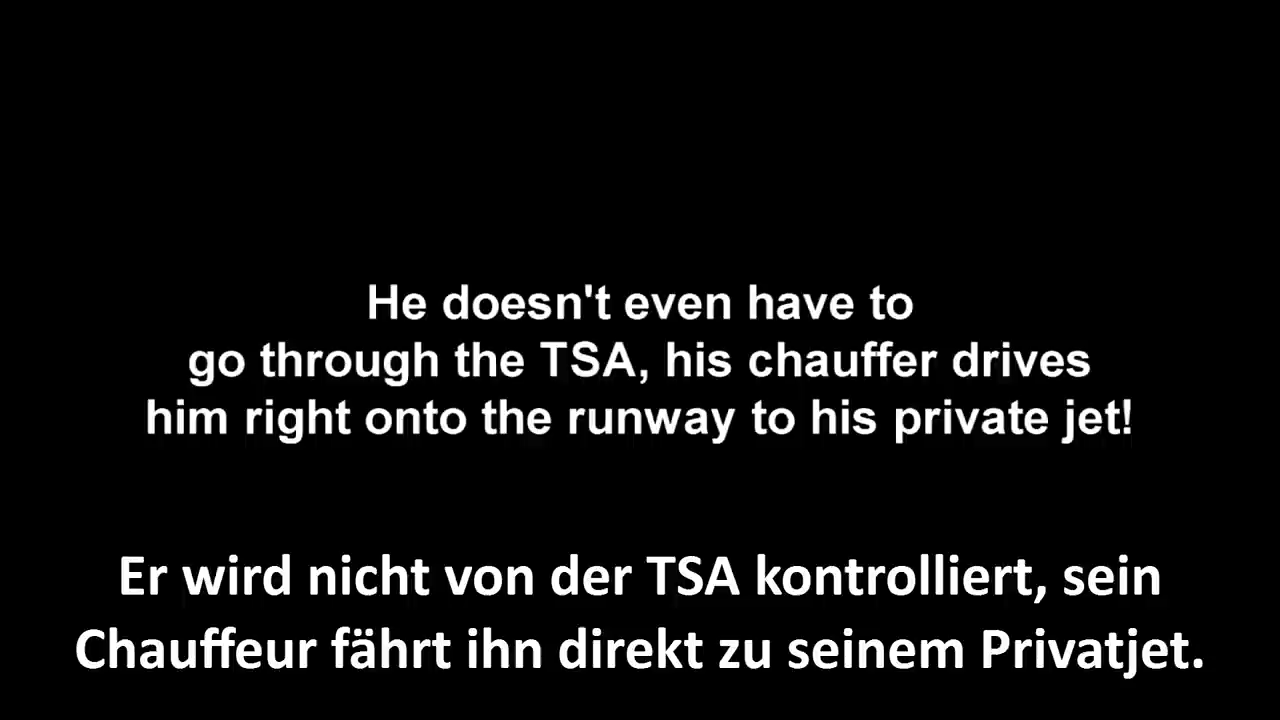 He doesn't even have to
go through the TSA, his chauffer drives
him right onto the runway to his private jet!
Er wird nicht von der TSA kontrolliert, sein
Chauffeur fährt ihn direkt zu seinem Privatjet.